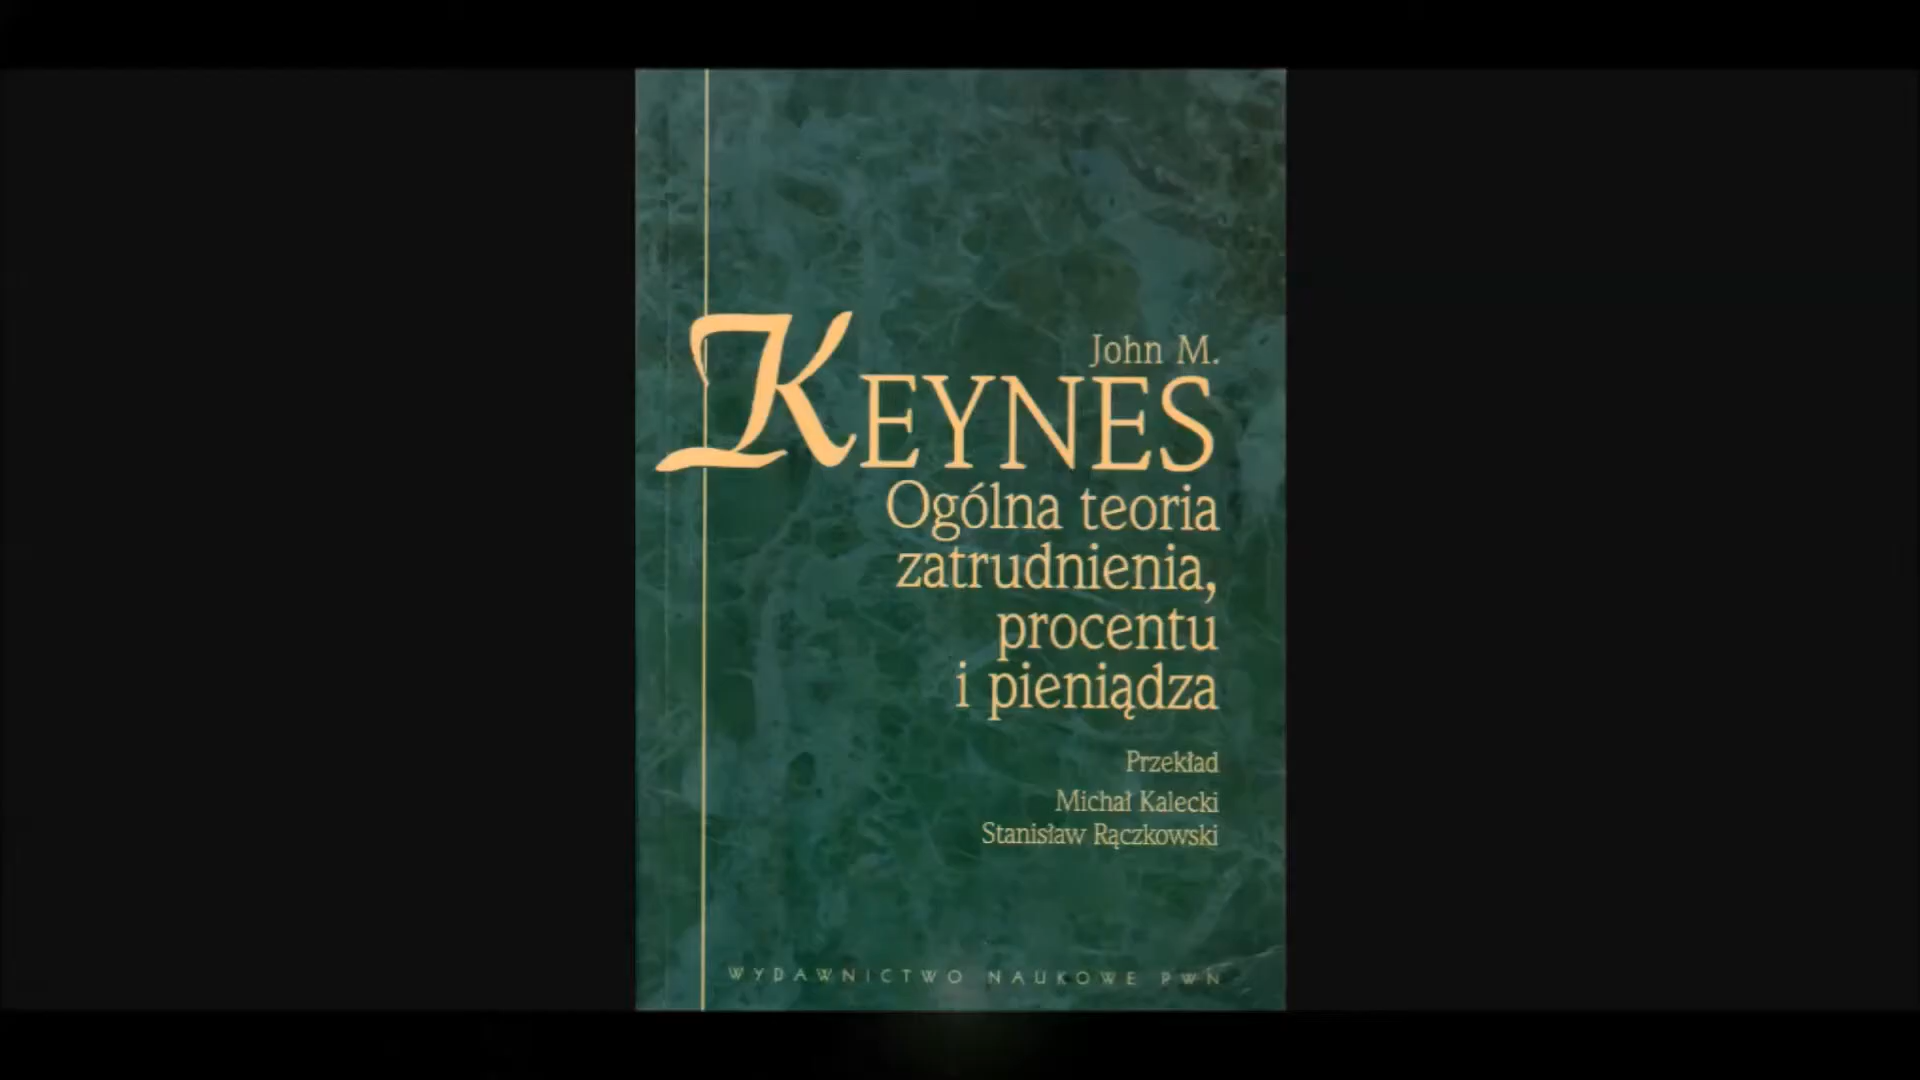 John M.
KEYNES
Ogólna teoria
zatrudnienia,
procentu
i pieniądza
Przekład
Michał Kalecki
Stanisław Rączkowski
WYDAWNICTWO NAUKOWE PWN